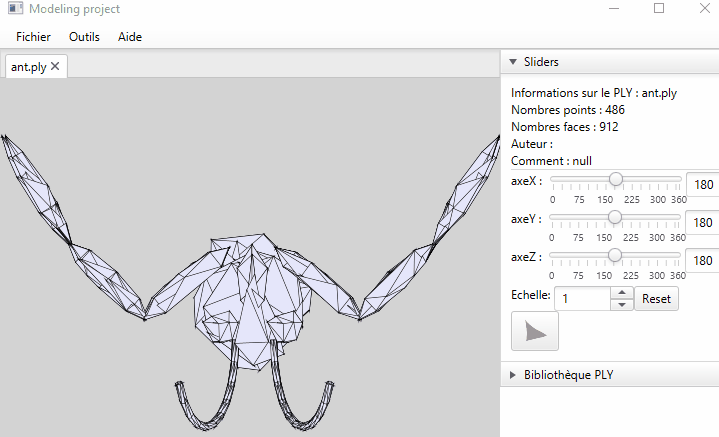 Modeling project
Fichier Outils Aide
ant.ply
Sliders
Informations sur le PLY : ant.ply
Nombres points : 486
Nombres faces : 912
Auteur :
Comment : null
axeX : 180
0 75 150 225 300 360
axeY : 180
0 75 150 225 300 360
axeZ : 180
0 75 150 225 300 360
Echelle: 1 Reset
Bibliothèque PLY